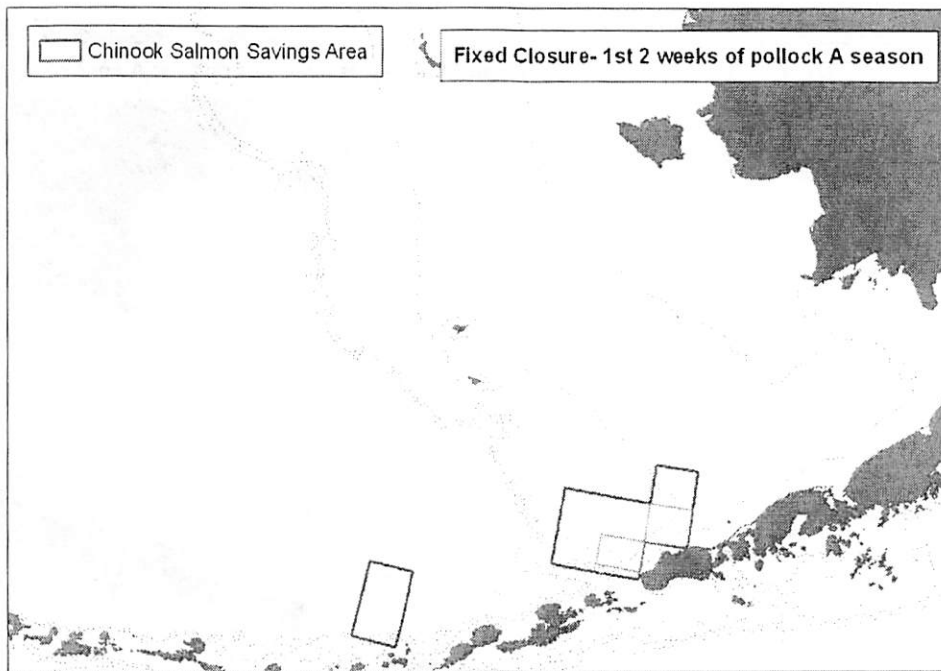 Chinook Salmon Savings Area
Fixed Closure- 1st 2 weeks of pollock A season